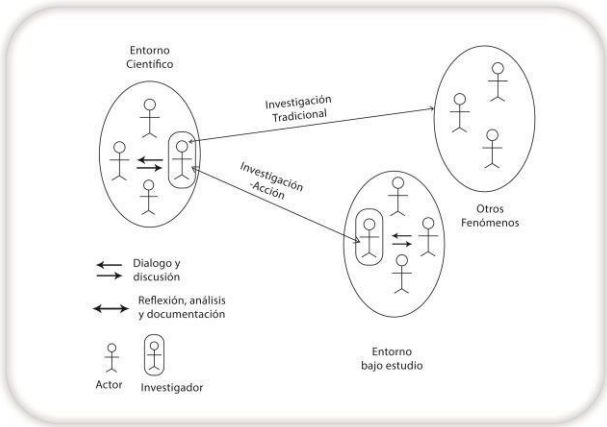 Entorno
Científico
Investigación
Tradicional
Investigación
-Acción
Otros
Fenómenos
Dialogo y
discusión
Reflexión, análisis
y documentación
Actor
Investigador
Entorno
bajo estudio